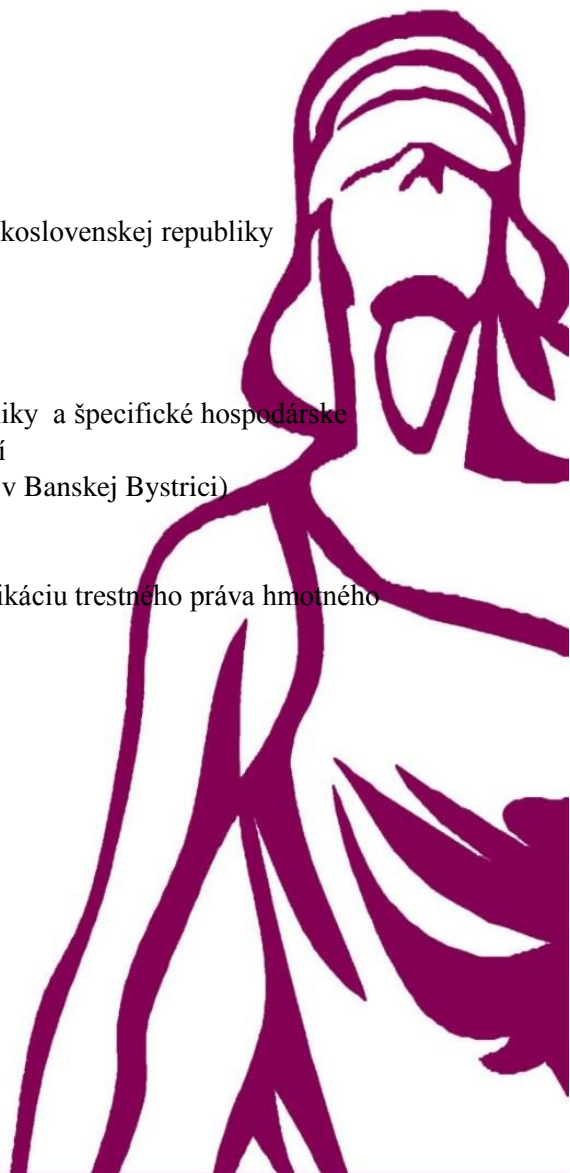 koslovenskej republiky
iky a špecifické hospodárske
í
v Banskej Bystrici)
ikáciu trestného práva hmotného